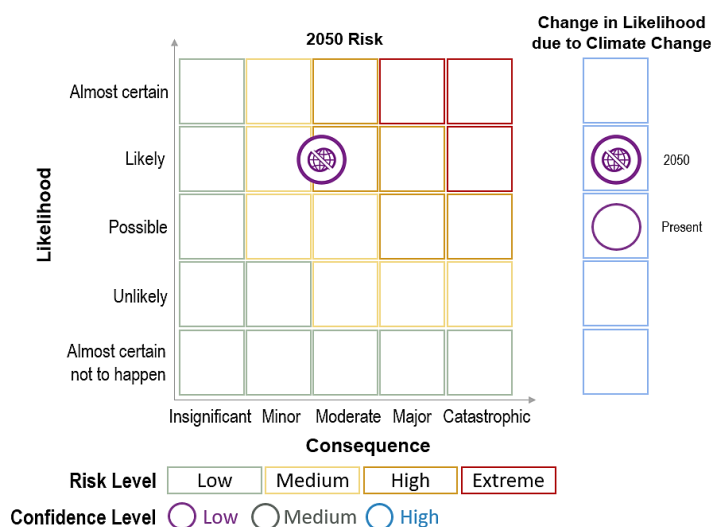 Change in Likelihood
due to Climate Change
2050 Risk
Almost certain
Likely
2050
Possible
Present
Unlikely
Almost certain
not to happen
Likelihood
Insignificant Minor Moderate Major Catastrophic
Consequence
Risk Level Low Medium High Extreme
Confidence Level Low Medium High